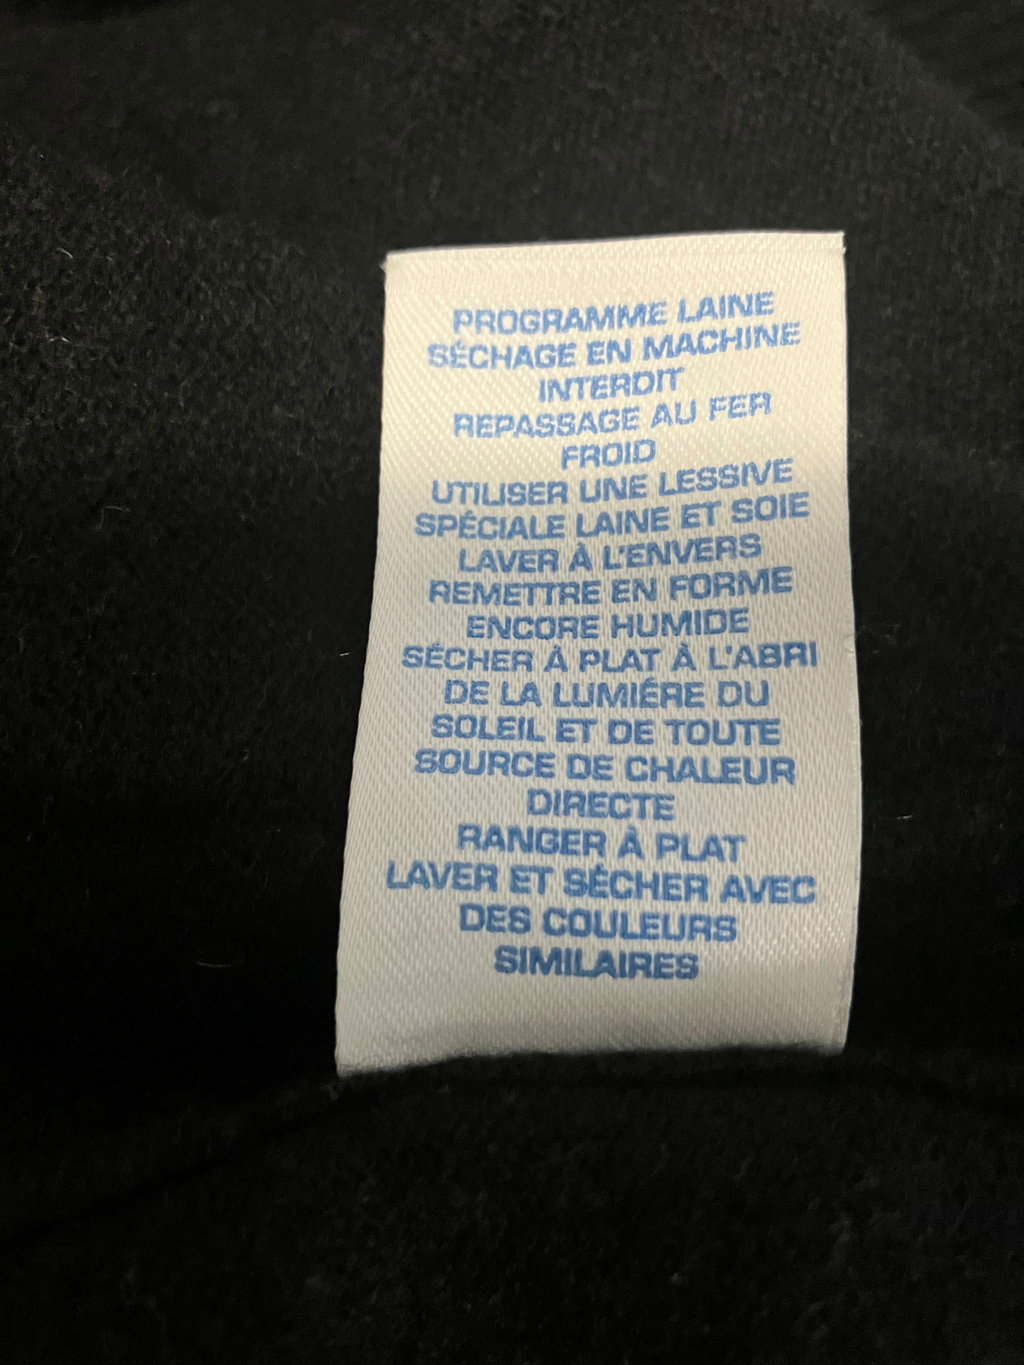 PROGRAMME LAINE
SÉCHAGE EN MACHINE
INTERDIT
REPASSAGE AU FER
FROID
UTILISER UNE LESSIVE
SPÉCIALE LAINE ET SOIE
LAVER À L'ENVERS
REMETTRE EN FORME
ENCORE HUMIDE
SÉCHER À PLAT À L'ABRI
DE LA LUMIÉRE DU
SOLEIL ET DE TOUTE
SOURCE DE CHALEUR
DIRECTE
RANGER À PLAT
LAVER ET SÉCHER AVEC
DES COULEURS
SIMILAIRES